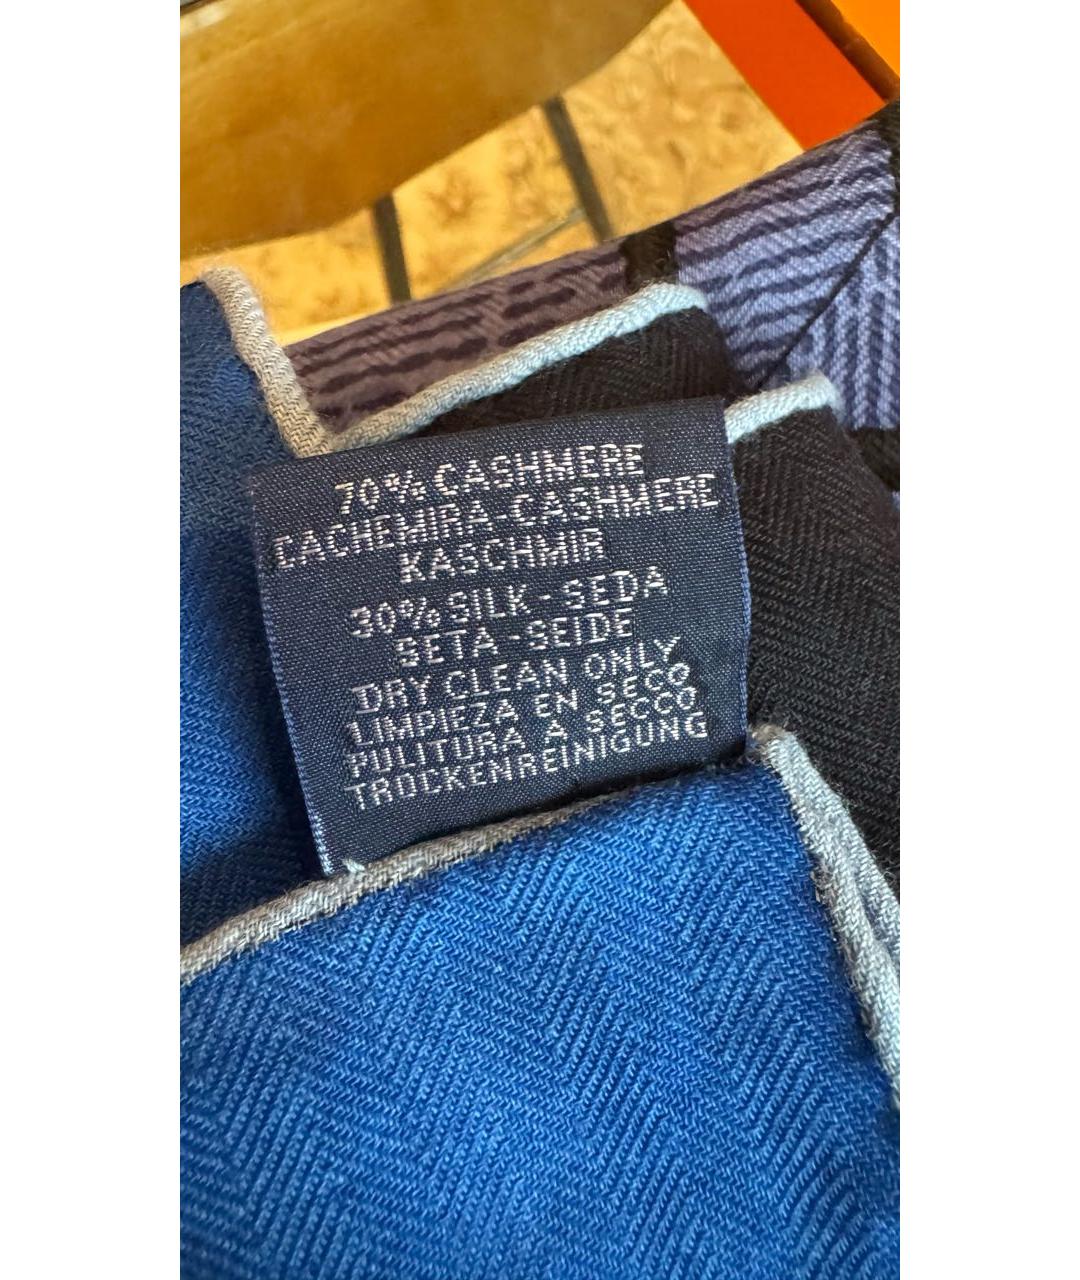 70% CASHMERE
CACHEMIRA-CASHMERE
KASCHMIR
30% SILK-SEDA
SETA-SEIDE
DRY CLEAN ONLY
LIMPIEZA EN SECO
PULITURA A SECCO
TROCKENREINIGUNG